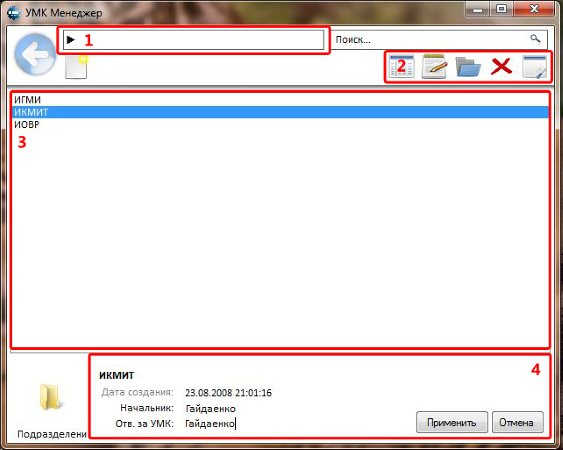 УМК Менеджер
► 1
Поиск...
2
ИГМИ
ИКМИТ
ИОВР
3
ИКМИТ
4
Дата создания: 23.08.2008 21:01:16
Начальник: Гайдаенко
Отв. за УМК: Гайдаенко
Применить Отмена
Подразделени